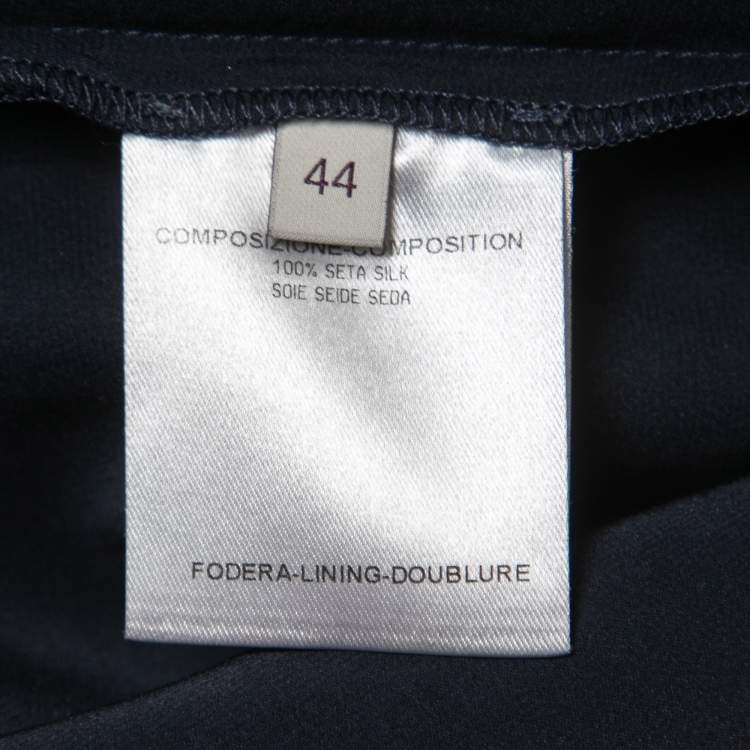 44
COMPOSIZIONE-COMPOSITION
100% SETA SILK
SOIE SEIDE SEDA
FODERA-LINING-DOUBLURE